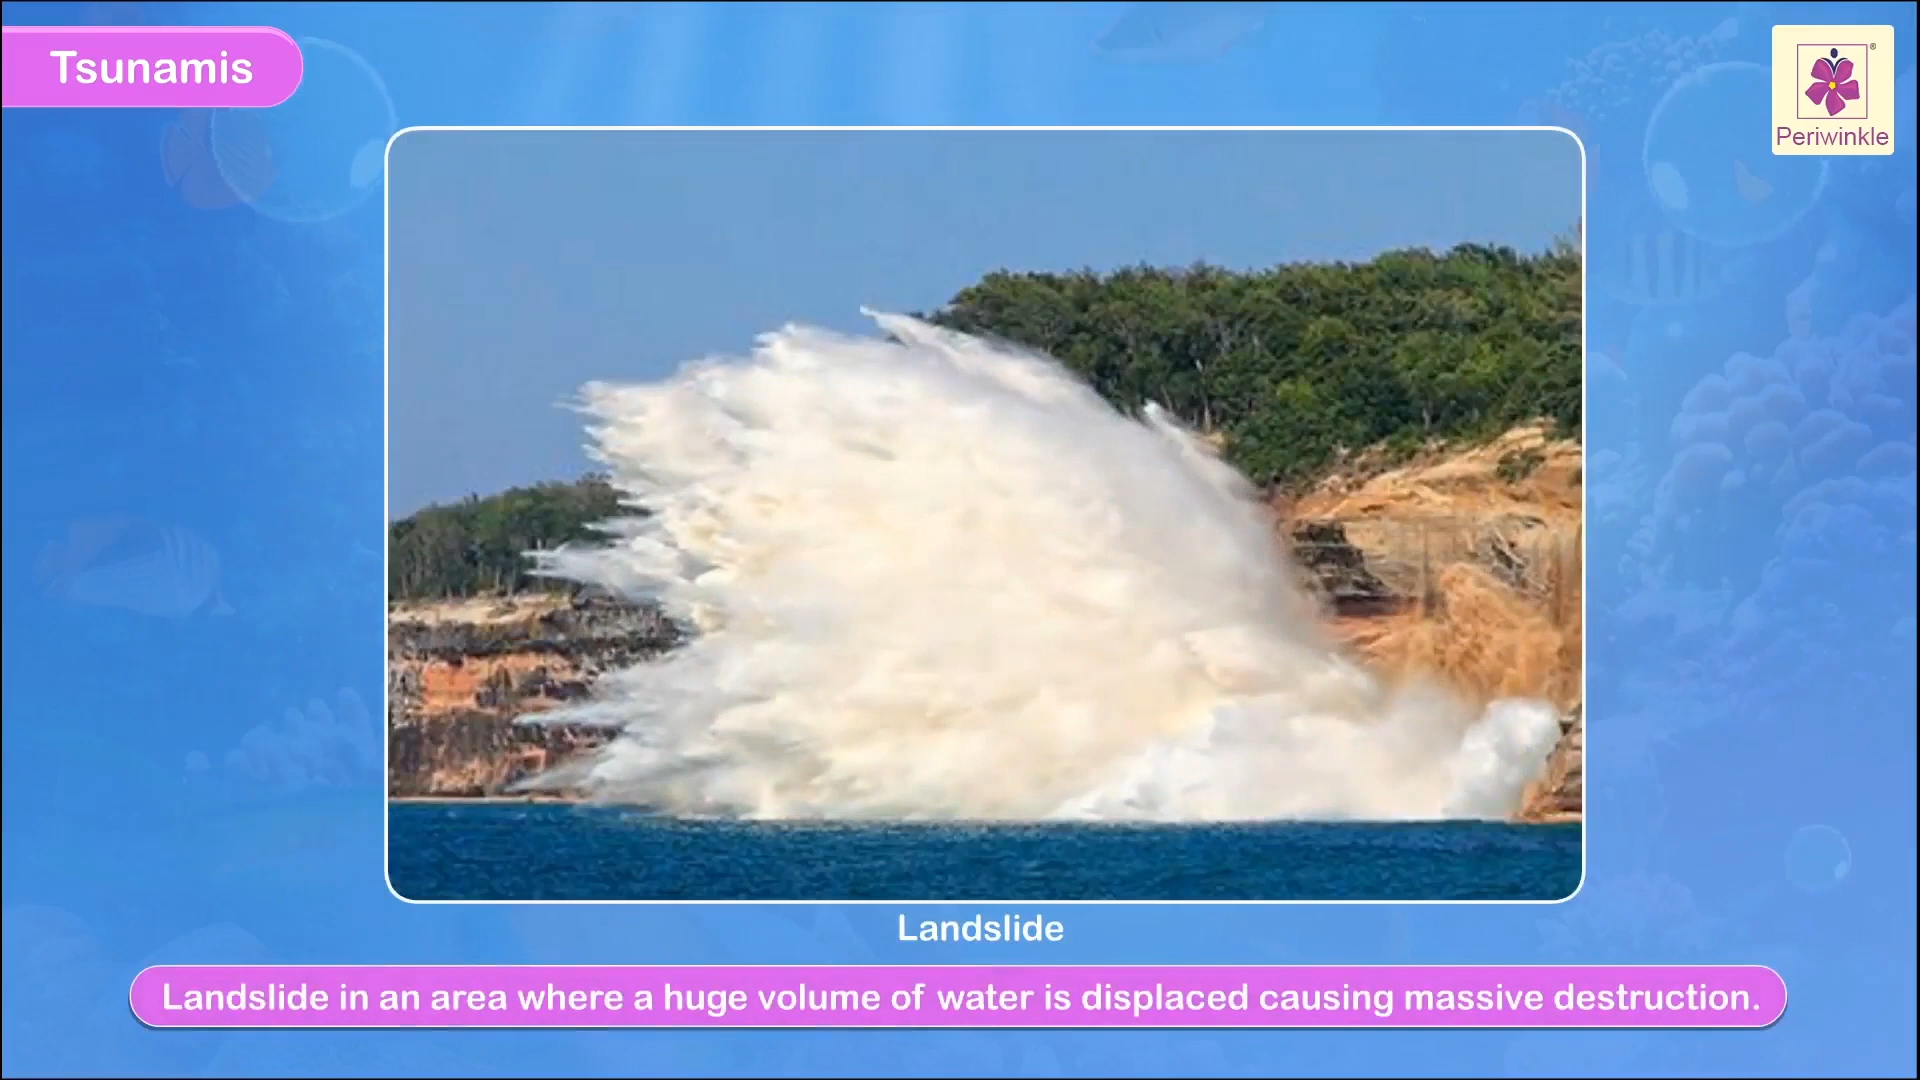 Tsunamis
®
Periwinkle
Landslide
Landslide in an area where a huge volume of water is displaced causing massive destruction.